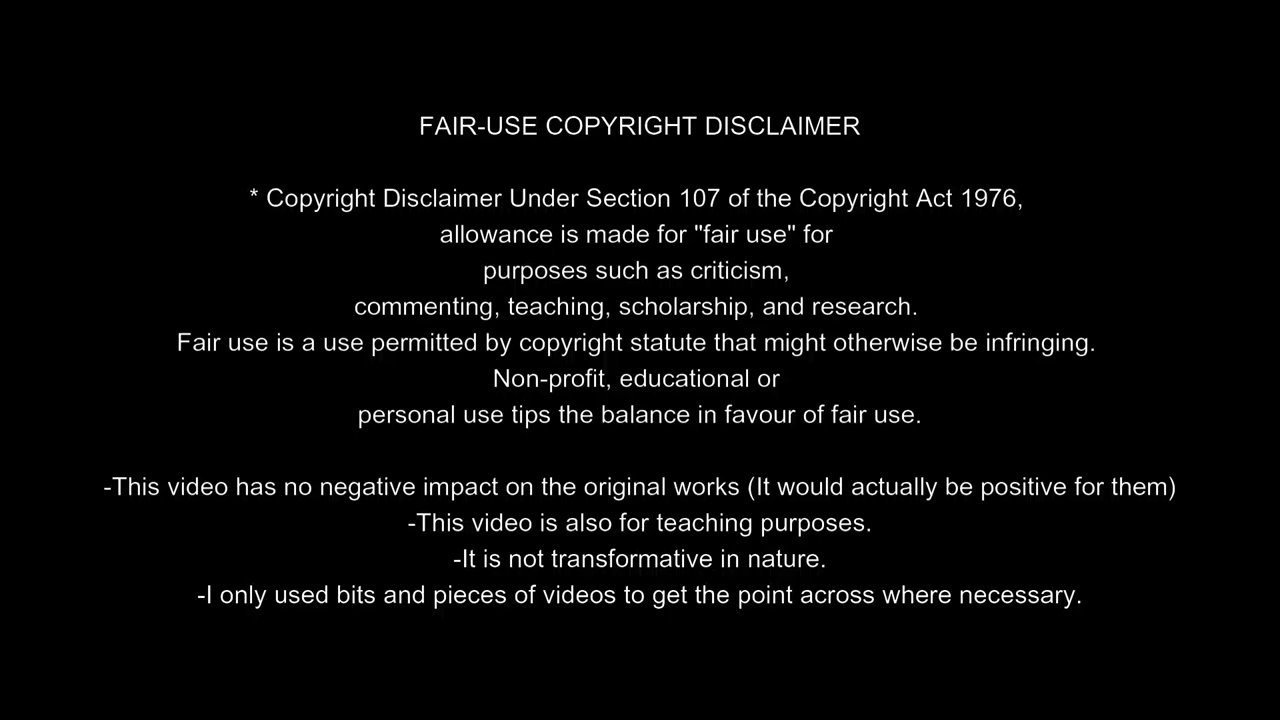 FAIR-USE COPYRIGHT DISCLAIMER
* Copyright Disclaimer Under Section 107 of the Copyright Act 1976,
allowance is made for "fair use" for
purposes such as criticism,
commenting, teaching, scholarship, and research.
Fair use is a use permitted by copyright statute that might otherwise be infringing.
Non-profit, educational or
personal use tips the balance in favour of fair use.
-This video has no negative impact on the original works (It would actually be positive for them)
-This video is also for teaching purposes.
-It is not transformative in nature.
-I only used bits and pieces of videos to get the point across where necessary.